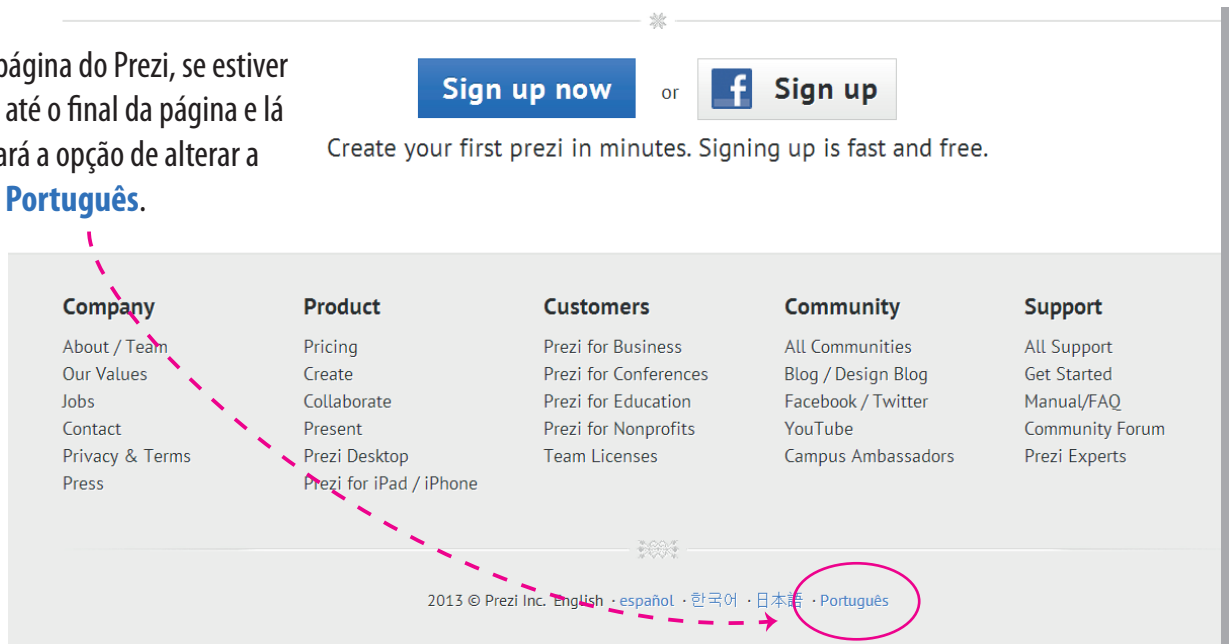 página do Prezi, se estiver
até o final da página e lá
ará a opção de alterar a
Português.
Sign up now or f Sign up
Create your first prezi in minutes. Signing up is fast and free.
Company
About / Team
Our Values
Jobs
Contact
Privacy & Terms
Press
Product
Pricing
Create
Collaborate
Present
Prezi Desktop
Prezi for iPad / iPhone
Customers
Prezi for Business
Prezi for Conferences
Prezi for Education
Prezi for Nonprofits
Team Licenses
Community
All Communities
Blog / Design Blog
Facebook / Twitter
YouTube
Campus Ambassadors
Support
All Support
Get Started
Manual/FAQ
Community Forum
Prezi Experts
2013 © Prezi Inc. English · español · 한국어 · 日本語 · Português